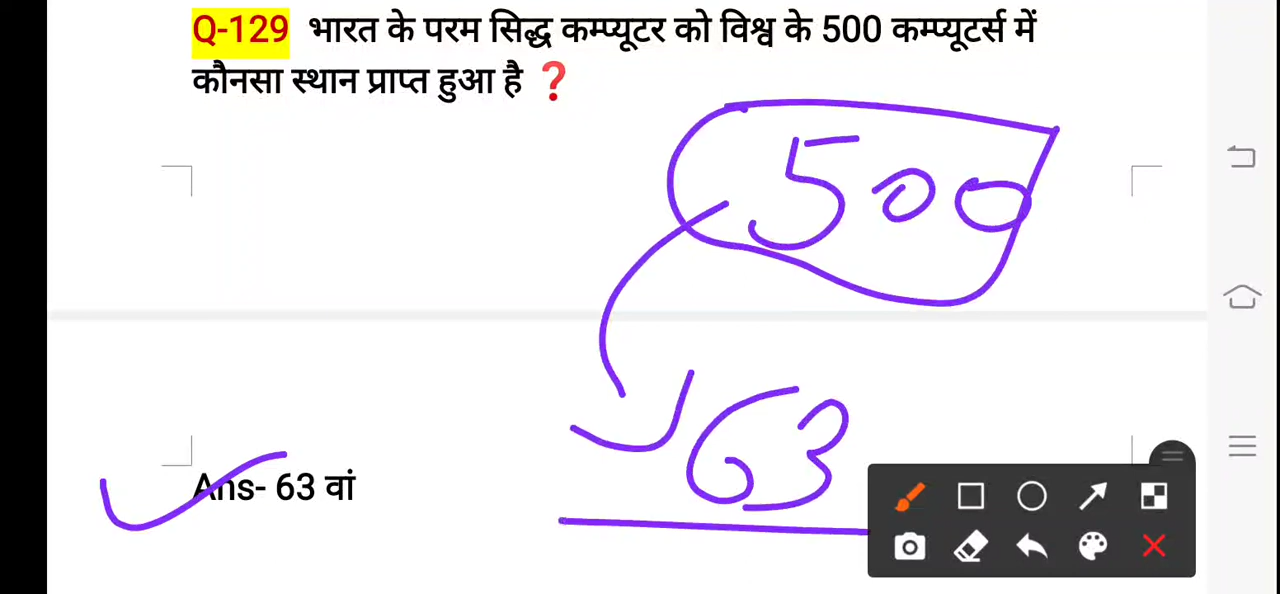 Q-129 भारत के परम सिद्ध कम्प्यूटर को विश्व के 500 कम्प्यूटर्स में
कौनसा स्थान प्राप्त हुआ है ❓
500
63
Ans- 63 वां